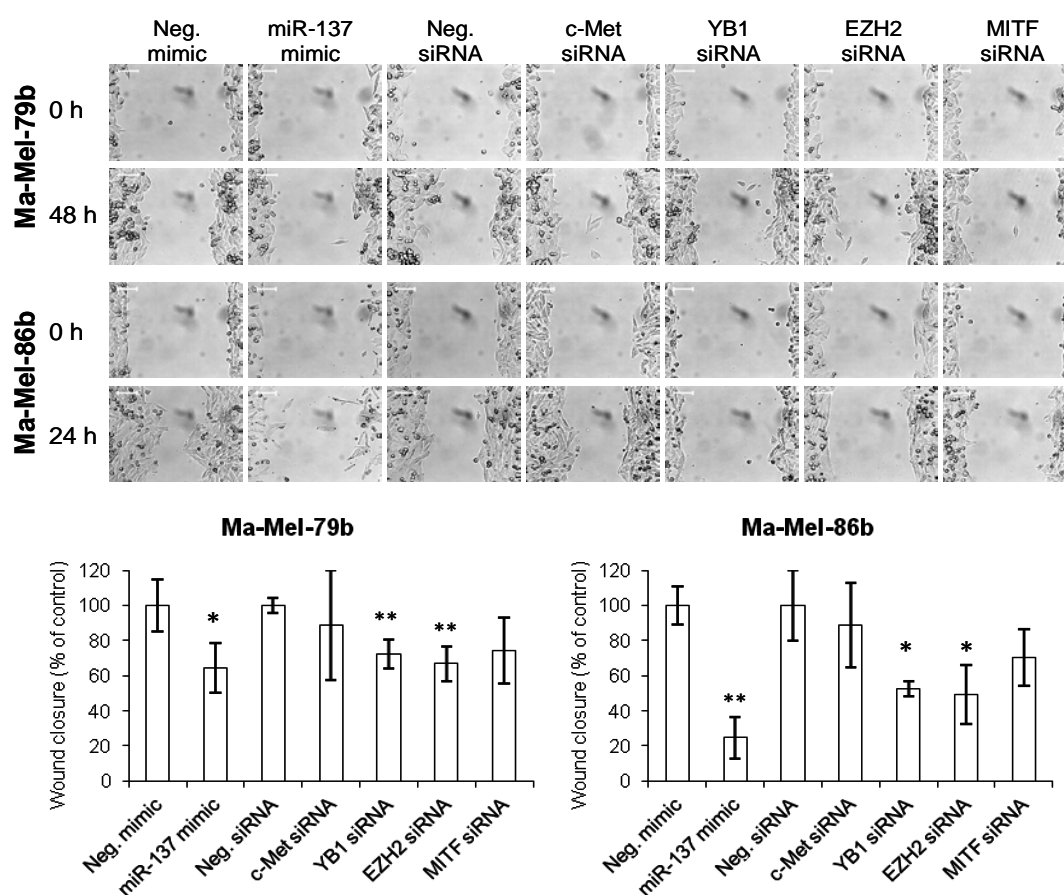 Neg. mimic
miR-137 mimic
Neg. siRNA
c-Met siRNA
YB1 siRNA
EZH2 siRNA
MITF siRNA
Ma-Mel-79b
0 h
48 h
Ma-Mel-86b
0 h
24 h
Ma-Mel-79b
Wound closure (% of control)
120
100
80
60
40
20
0
*
**
**
Neg. mimic
miR-137 mimic
Neg. siRNA
c-Met siRNA
YB1 siRNA
EZH2 siRNA
MITF siRNA
Ma-Mel-86b
Wound closure (% of control)
120
100
80
60
40
20
0
**
*
*
Neg. mimic
miR-137 mimic
Neg. siRNA
c-Met siRNA
YB1 siRNA
EZH2 siRNA
MITF siRNA